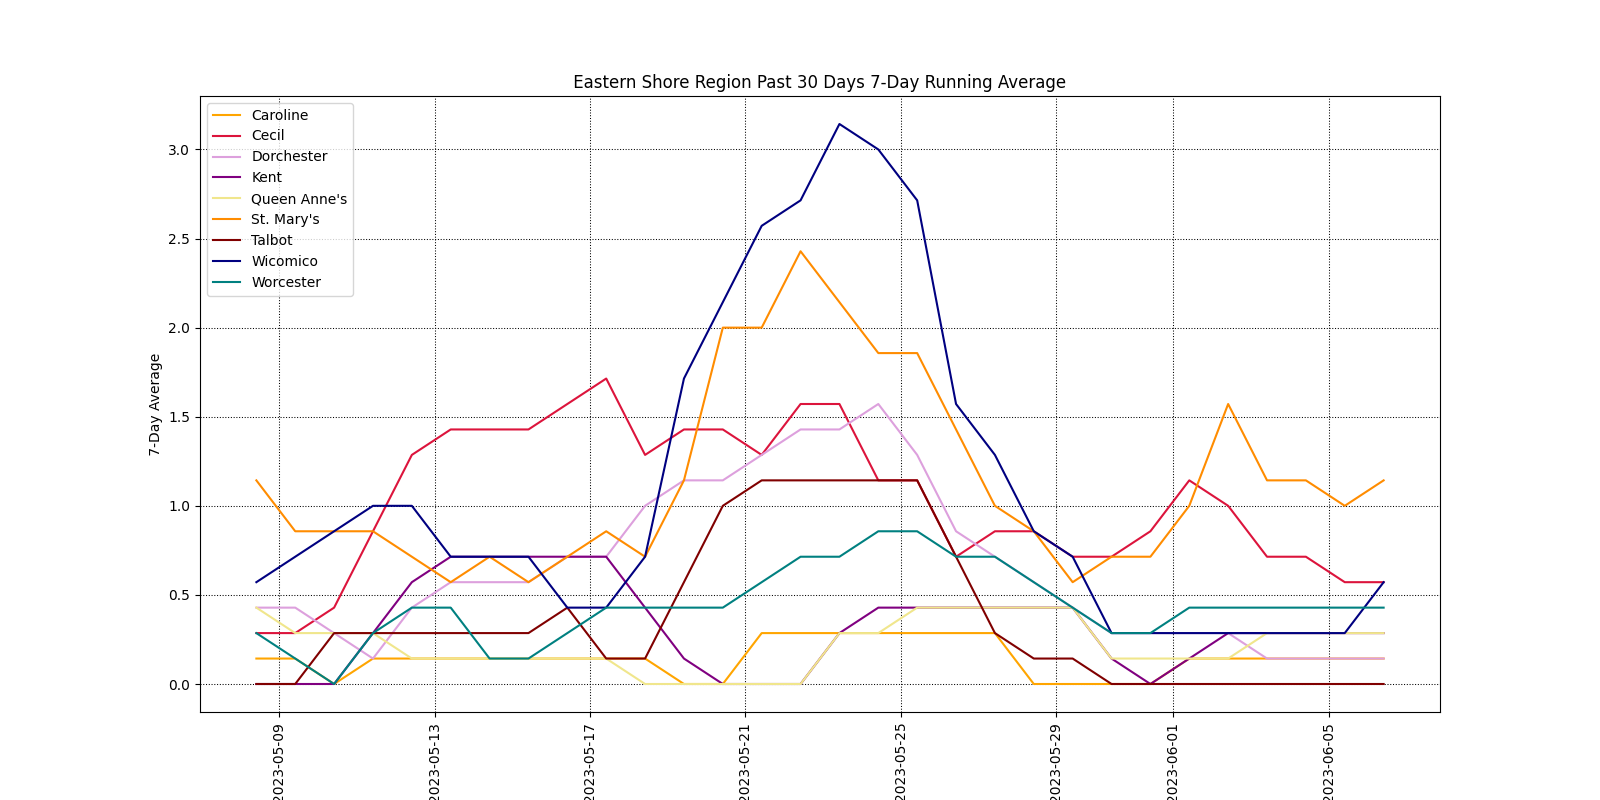 Eastern Shore Region Past 30 Days 7-Day Running Average
Caroline
Cecil
Dorchester
Kent
Queen Anne's
St. Mary's
Talbot
Wicomico
Worcester
7-Day Average
3.0
2.5
2.0
1.5
1.0
0.5
0.0
2023-05-09
2023-05-13
2023-05-17
2023-05-21
2023-05-25
2023-05-29
2023-06-01
2023-06-05